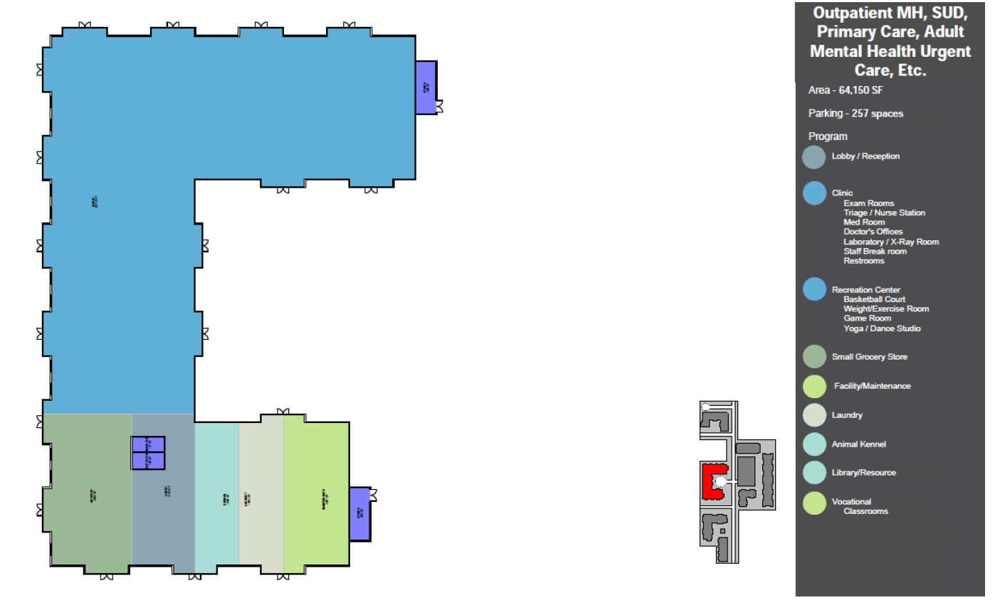 Outpatient MH, SUD,
Primary Care, Adult
Mental Health Urgent
Care, Etc.
Area - 64,150 SF
Parking - 257 spaces
Program
Lobby / Reception
Clinic
Exam Rooms
Triage / Nurse Station
Med Room
Doctor's Offices
Laboratory / X-Ray Room
Staff Break room
Restrooms
Recreation Center
Basketball Court
Weight/Exercise Room
Game Room
Yoga / Dance Studio
Small Grocery Store
Facility/Maintenance
Laundry
Animal Kennel
Library/Resource
Vocational
Classrooms